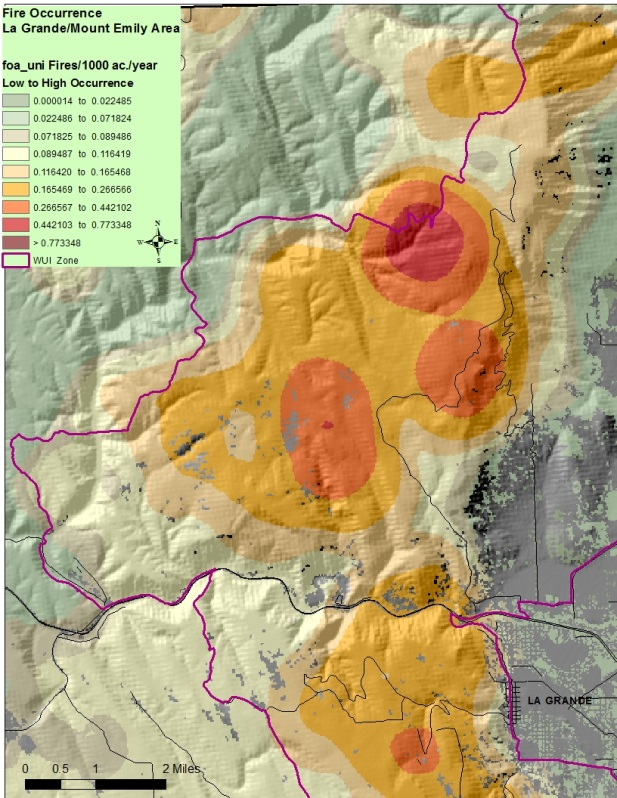 Fire Occurrence
La Grande/Mount Emily Area
foa_uni Fires/1000 ac./year
Low to High Occurrence
0.000014 to 0.022485
0.022486 to 0.071824
0.071825 to 0.089486
0.089487 to 0.116419
0.116420 to 0.165468
0.165469 to 0.266566
0.266567 to 0.442102
0.442103 to 0.773348
> 0.773348
WUI Zone
N
W E
S
LA GRANDE
0 0.5 1 2 Miles